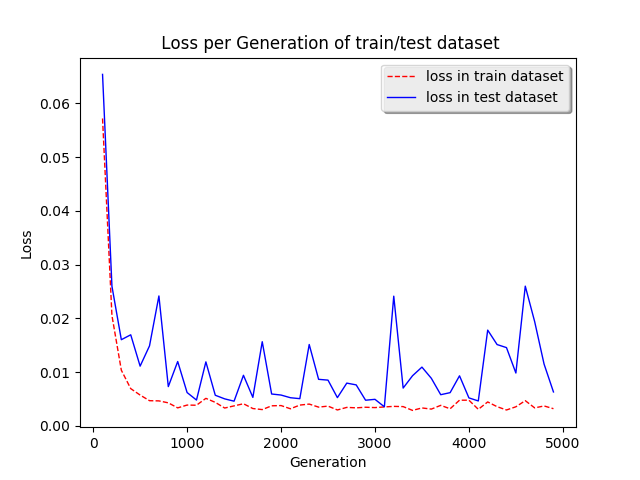 Loss per Generation of train/test dataset
loss in train dataset
loss in test dataset
Loss
0.06
0.05
0.04
0.03
0.02
0.01
0.00
0
1000
2000
3000
4000
5000
Generation